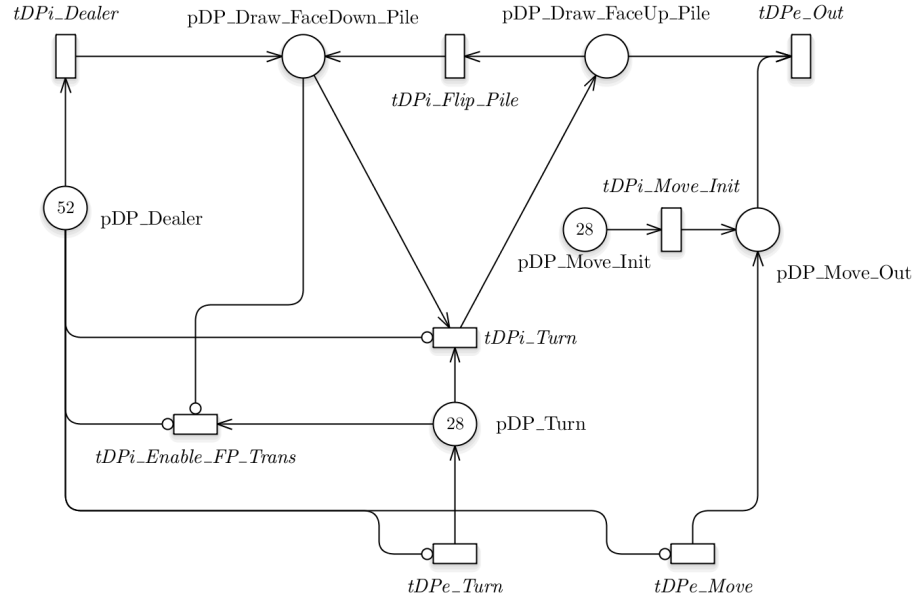 tDPi_Dealer
pDP_Draw_FaceDown_Pile
pDP_Draw_FaceUp_Pile
tDPe_Out
tDPi_Flip_Pile
tDPi_Move_Init
52
pDP_Dealer
28
pDP_Move_Init
pDP_Move_Out
tDPi_Turn
28
pDP_Turn
tDPi_Enable_FP_Trans
tDPe_Turn
tDPe_Move